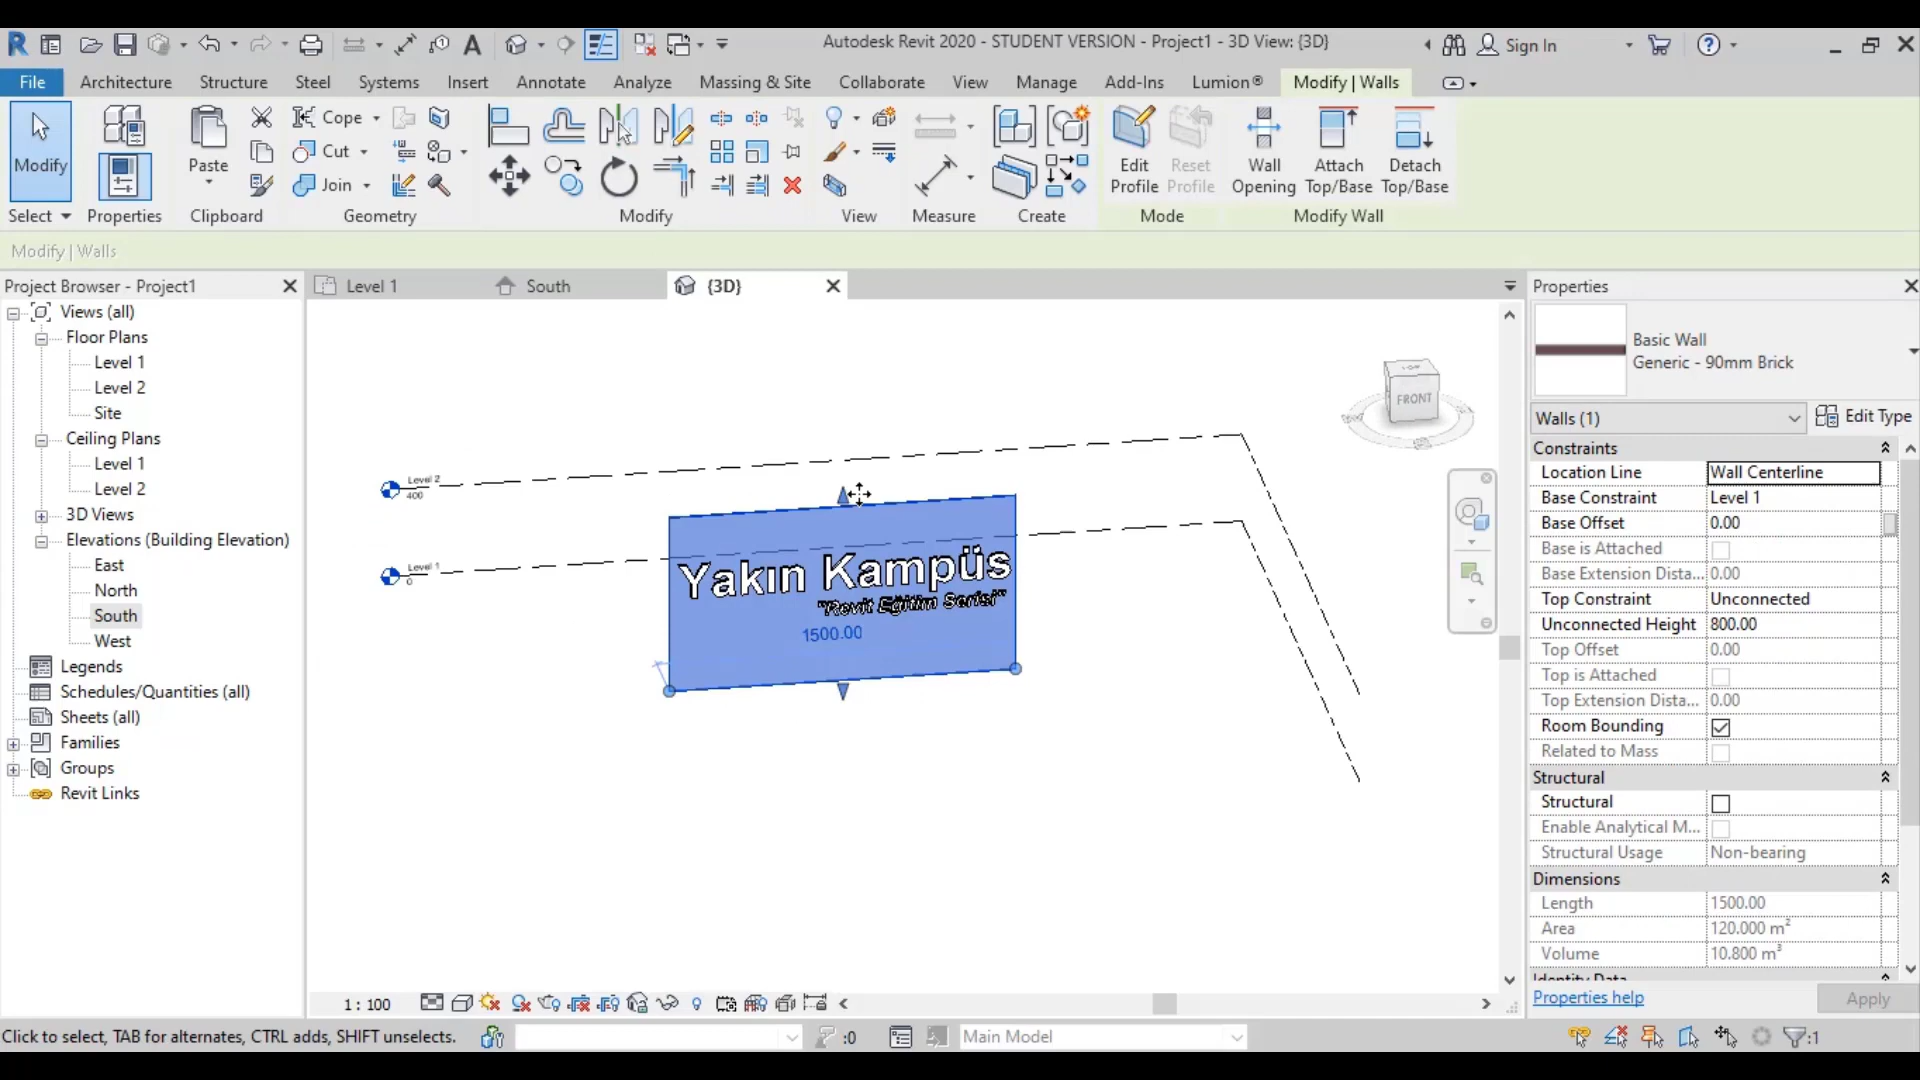 Autodesk Revit 2020 - STUDENT VERSION - Project1 - 3D View: {3D}
Sign In
File Architecture Structure Steel Systems Insert Annotate Analyze Massing & Site Collaborate View Manage Add-Ins Lumion® Modify | Walls
Modify
Paste
Cope
Cut
Join
Edit Profile
Reset Profile
Wall Opening
Attach Top/Base
Detach Top/Base
Select Properties Clipboard Geometry Modify View Measure Create Mode Modify Wall
Modify | Walls
Project Browser - Project1
Views (all)
Floor Plans
Level 1
Level 2
Site
Ceiling Plans
Level 1
Level 2
3D Views
Elevations (Building Elevation)
East
North
South
West
Legends
Schedules/Quantities (all)
Sheets (all)
Families
Groups
Revit Links
Level 1
South
{3D}
TOP
FRONT
Level 2
400
Level 1
0
Yakın Kampüs
"Revit Eğitim Serisi"
1500.00
Properties
Basic Wall
Generic - 90mm Brick
Walls (1) Edit Type
Constraints
Location Line Wall Centerline
Base Constraint Level 1
Base Offset 0.00
Base is Attached
Base Extension Dista... 0.00
Top Constraint Unconnected
Unconnected Height 800.00
Top Offset 0.00
Top is Attached
Top Extension Dista... 0.00
Room Bounding
Related to Mass
Structural
Structural
Enable Analytical M...
Structural Usage Non-bearing
Dimensions
Length 1500.00
Area 120.000 m²
Volume 10.800 m³
Identity Data
Properties help Apply
1 : 100
Click to select, TAB for alternates, CTRL adds, SHIFT unselects.
:0
Main Model
:1